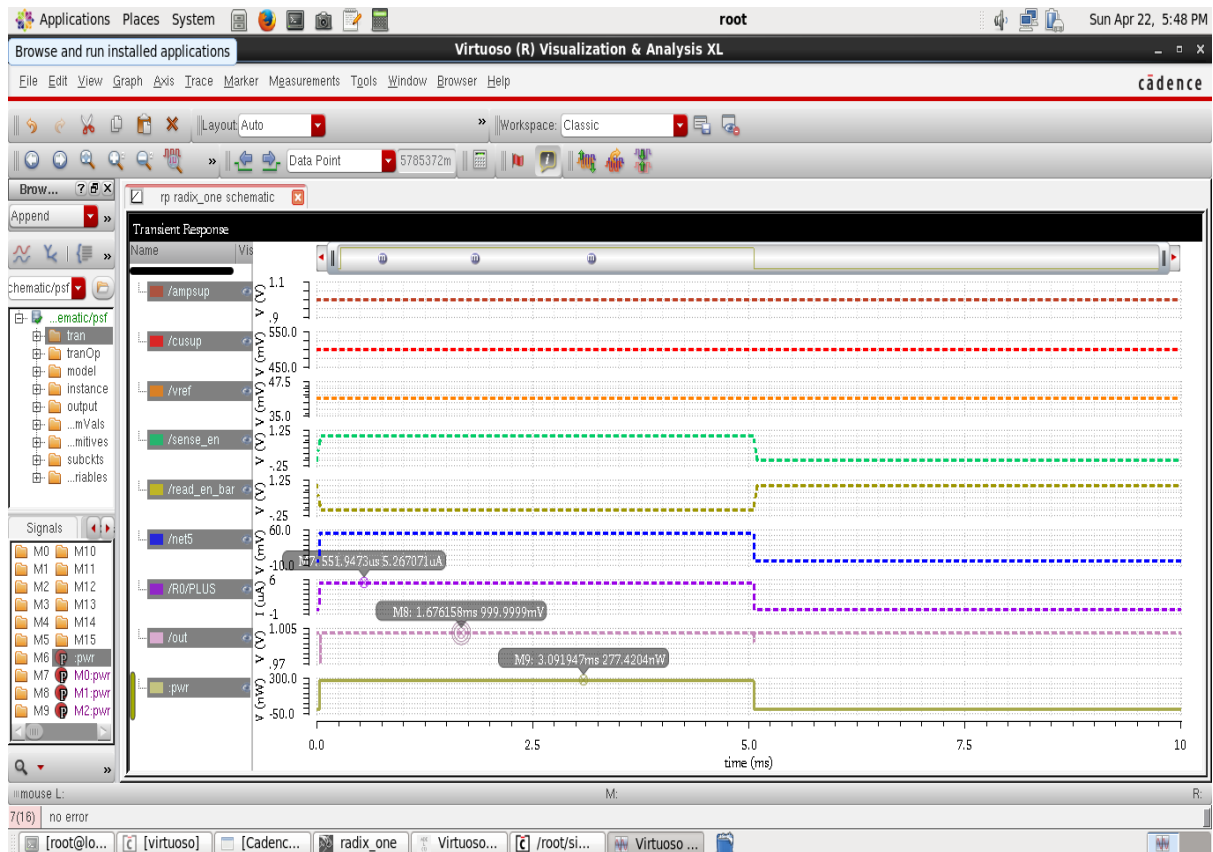 Applications Places System root Sun Apr 22, 5:48 PM
Browse and run installed applications
Virtuoso (R) Visualization & Analysis XL
File Edit View Graph Axis Trace Marker Measurements Tools Window Browser Help
cādence
Layout: Auto » Workspace: Classic
» Data Point 5785372m
Brow...
rp radix_one schematic
Append »
Transient Response
»
Name Vis
chematic/psf
...ematic/psf
tran
tranOp
model
instance
output
...mVals
...mitives
subckts
...riables
/ampsup V (V) 1.1 .9
/cusup V (mV) 550.0 450.0
/vref V (mV) 47.5 35.0
/sense_en V (V) 1.25 -.25
/read_en_bar V (V) 1.25 -.25
/net5 V (mV) 60.0 -10.0
M7: 551.9473us 5.267071uA
/R0/PLUS I (uA) 6 -1
M8: 1.676158ms 999.9999mV
/out V (V) 1.005 .97
M9: 3.091947ms 277.4204nW
:pwr V (nW) 300.0 -50.0
0.0 2.5 5.0 7.5 10
time (ms)
Signals
M0 M10
M1 M11
M2 M12
M3 M13
M4 M14
M5 M15
M6 :pwr
M7 M0:pwr
M8 M1:pwr
M9 M2:pwr
»
mouse L: M: R:
7(16) no error
[root@lo... [virtuoso] [Cadenc... radix_one Virtuoso... /root/si... Virtuoso ...